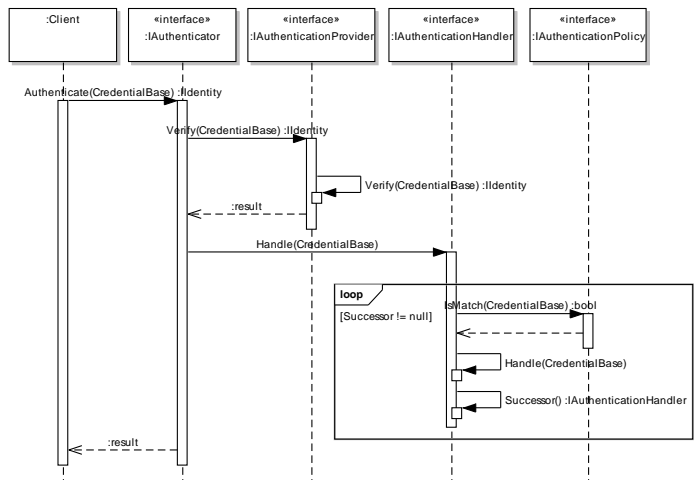 :Client
«interface»
:IAuthenticator
«interface»
:IAuthenticationProvider
«interface»
:IAuthenticationHandler
«interface»
:IAuthenticationPolicy
Authenticate(CredentialBase) :IIdentity
Verify(CredentialBase) :IIdentity
Verify(CredentialBase) :IIdentity
:result
Handle(CredentialBase)
loop
[Successor != null]
IsMatch(CredentialBase) :bool
Handle(CredentialBase)
Successor() :IAuthenticationHandler
:result